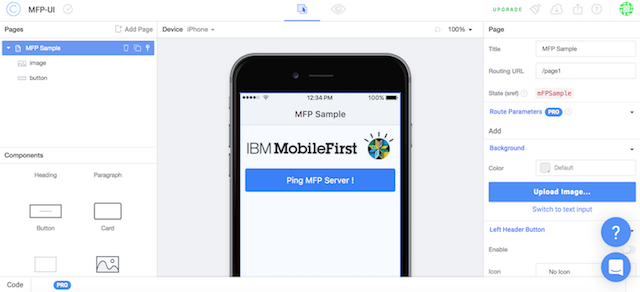 MFP-UI
UPGRADE
Pages
Add Page
Device iPhone
100%
Page
MFP Sample
image
button
Components
Heading Paragraph
Button Card
Code PRO
12:34 PM 100%
MFP Sample
IBM MobileFirst
Ping MFP Server !
Title MFP Sample
Routing URL /page1
State (sref) mFPSample
Route Parameters PRO
Add
Background
Color Default
Upload Image...
Switch to text input
Left Header Button
Enable
Icon No Icon